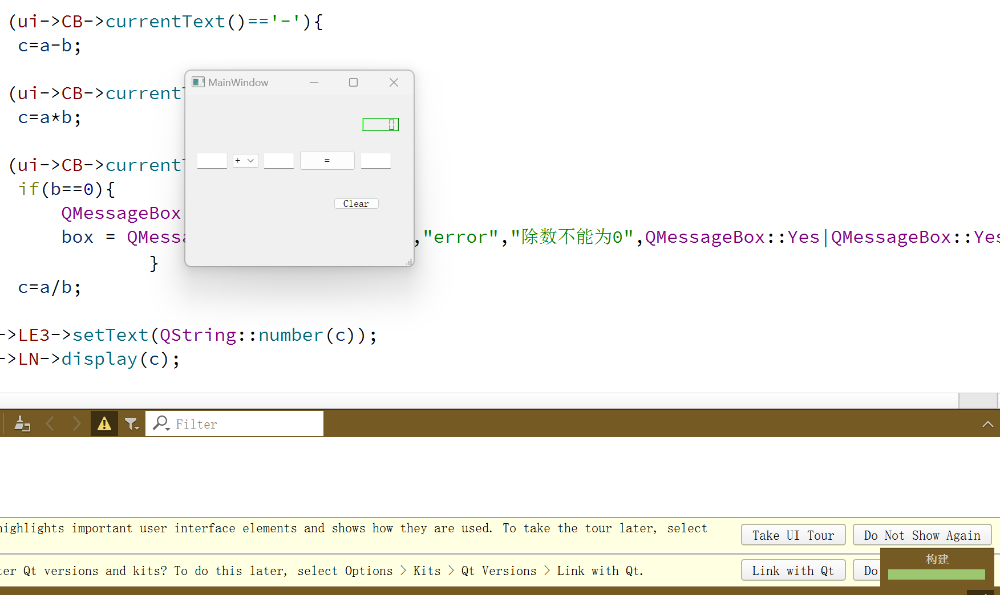 (ui->CB->currentText()=='-'){
c=a-b;
(ui->CB->current
c=a*b;
(ui->CB->current
if(b==0){
QMessageBox
box = QMess ,"error","除数不能为0",QMessageBox::Yes|QMessageBox::Yes
}
c=a/b;
->LE3->setText(QString::number(c));
->LN->display(c);
MainWindow
0
+ =
Clear
Filter
highlights important user interface elements and shows how they are used. To take the tour later, select
Take UI Tour Do Not Show Again
ter Qt versions and kits? To do this later, select Options > Kits > Qt Versions > Link with Qt.
Link with Qt Do
构建